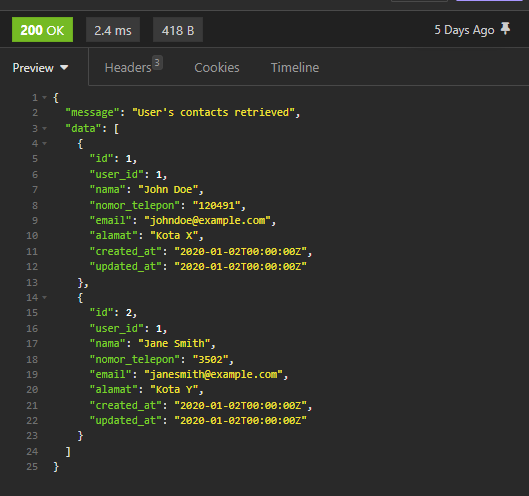 200 OK 2.4 ms 418 B 5 Days Ago
Preview Headers 3 Cookies Timeline
1 {
2 "message": "User's contacts retrieved",
3 "data": [
4 {
5 "id": 1,
6 "user_id": 1,
7 "nama": "John Doe",
8 "nomor_telepon": "120491",
9 "email": "johndoe@example.com",
10 "alamat": "Kota X",
11 "created_at": "2020-01-02T00:00:00Z",
12 "updated_at": "2020-01-02T00:00:00Z"
13 },
14 {
15 "id": 2,
16 "user_id": 1,
17 "nama": "Jane Smith",
18 "nomor_telepon": "3502",
19 "email": "janesmith@example.com",
20 "alamat": "Kota Y",
21 "created_at": "2020-01-02T00:00:00Z",
22 "updated_at": "2020-01-02T00:00:00Z"
23 }
24 ]
25 }